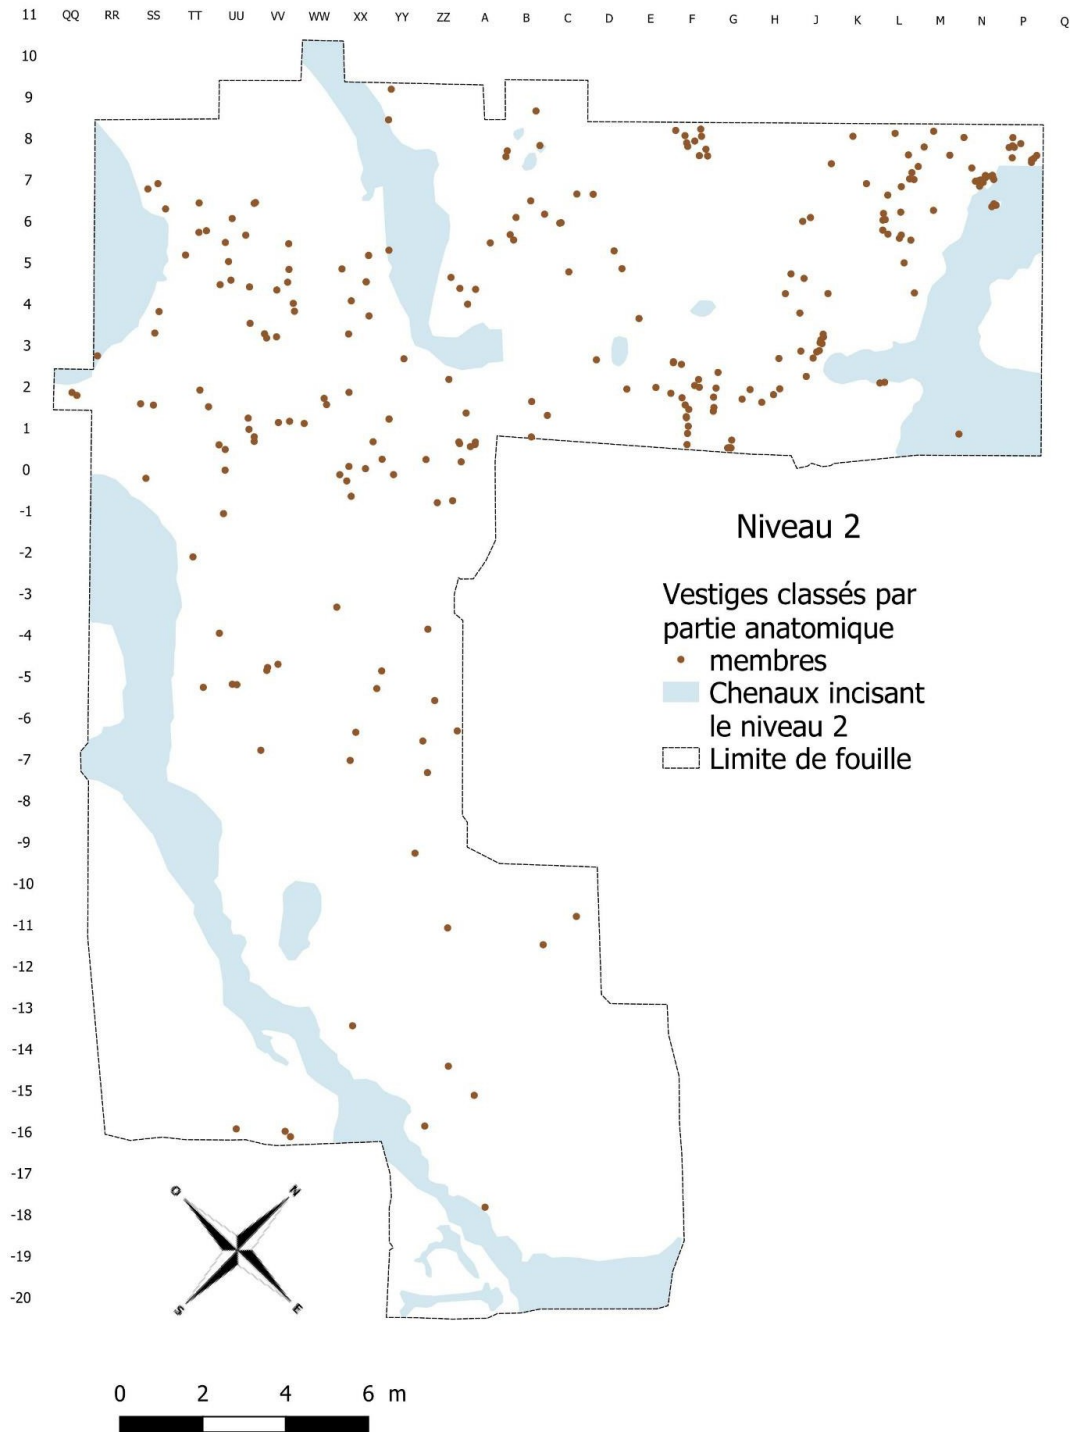 11 QQ RR SS TT UU VV WW XX YY ZZ A B C D E F G H J K L M N P Q
10
9
8
7
6
5
4
3
2
1
0
-1
-2
-3
-4
-5
-6
-7
-8
-9
-10
-11
-12
-13
-14
-15
-16
-17
-18
-19
-20
Niveau 2
Vestiges classés par
partie anatomique
membres
Chenaux incisant
le niveau 2
Limite de fouille
O N
S E
0 2 4 6 m